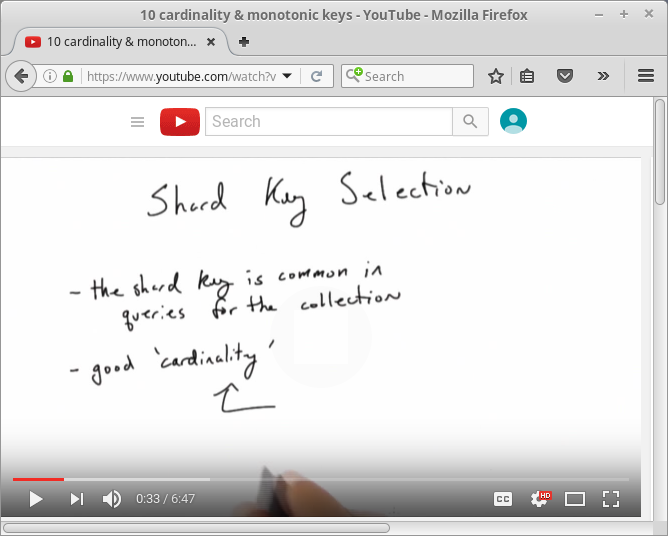 10 cardinality & monotonic keys - YouTube - Mozilla Firefox
10 cardinality & monoton...
https://www.youtube.com/watch?v
Search
Search
Shard Key Selection
- the shard key is common in
queries for the collection
- good 'cardinality'
0:33 / 6:47
CC
HD